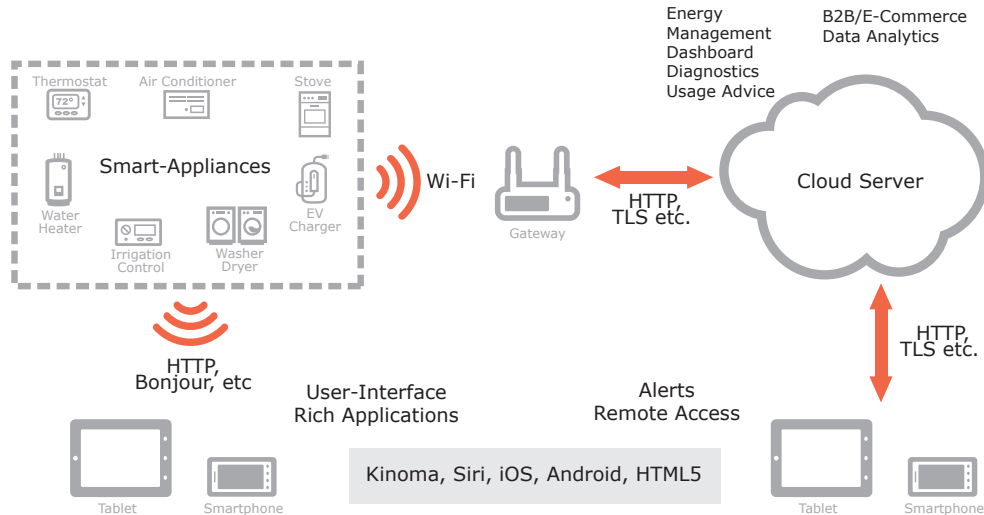 Energy
Management
Dashboard
Diagnostics
Usage Advice
B2B/E-Commerce
Data Analytics
Thermostat
Air Conditioner
Stove
72°
Smart-Appliances
Wi-Fi
HTTP,
TLS etc.
Cloud Server
Water
Heater
EV
Charger
Irrigation
Control
Washer
Dryer
Gateway
HTTP,
Bonjour, etc
HTTP,
TLS etc.
User-Interface
Rich Applications
Alerts
Remote Access
Kinoma, Siri, iOS, Android, HTML5
Tablet
Smartphone
Tablet
Smartphone